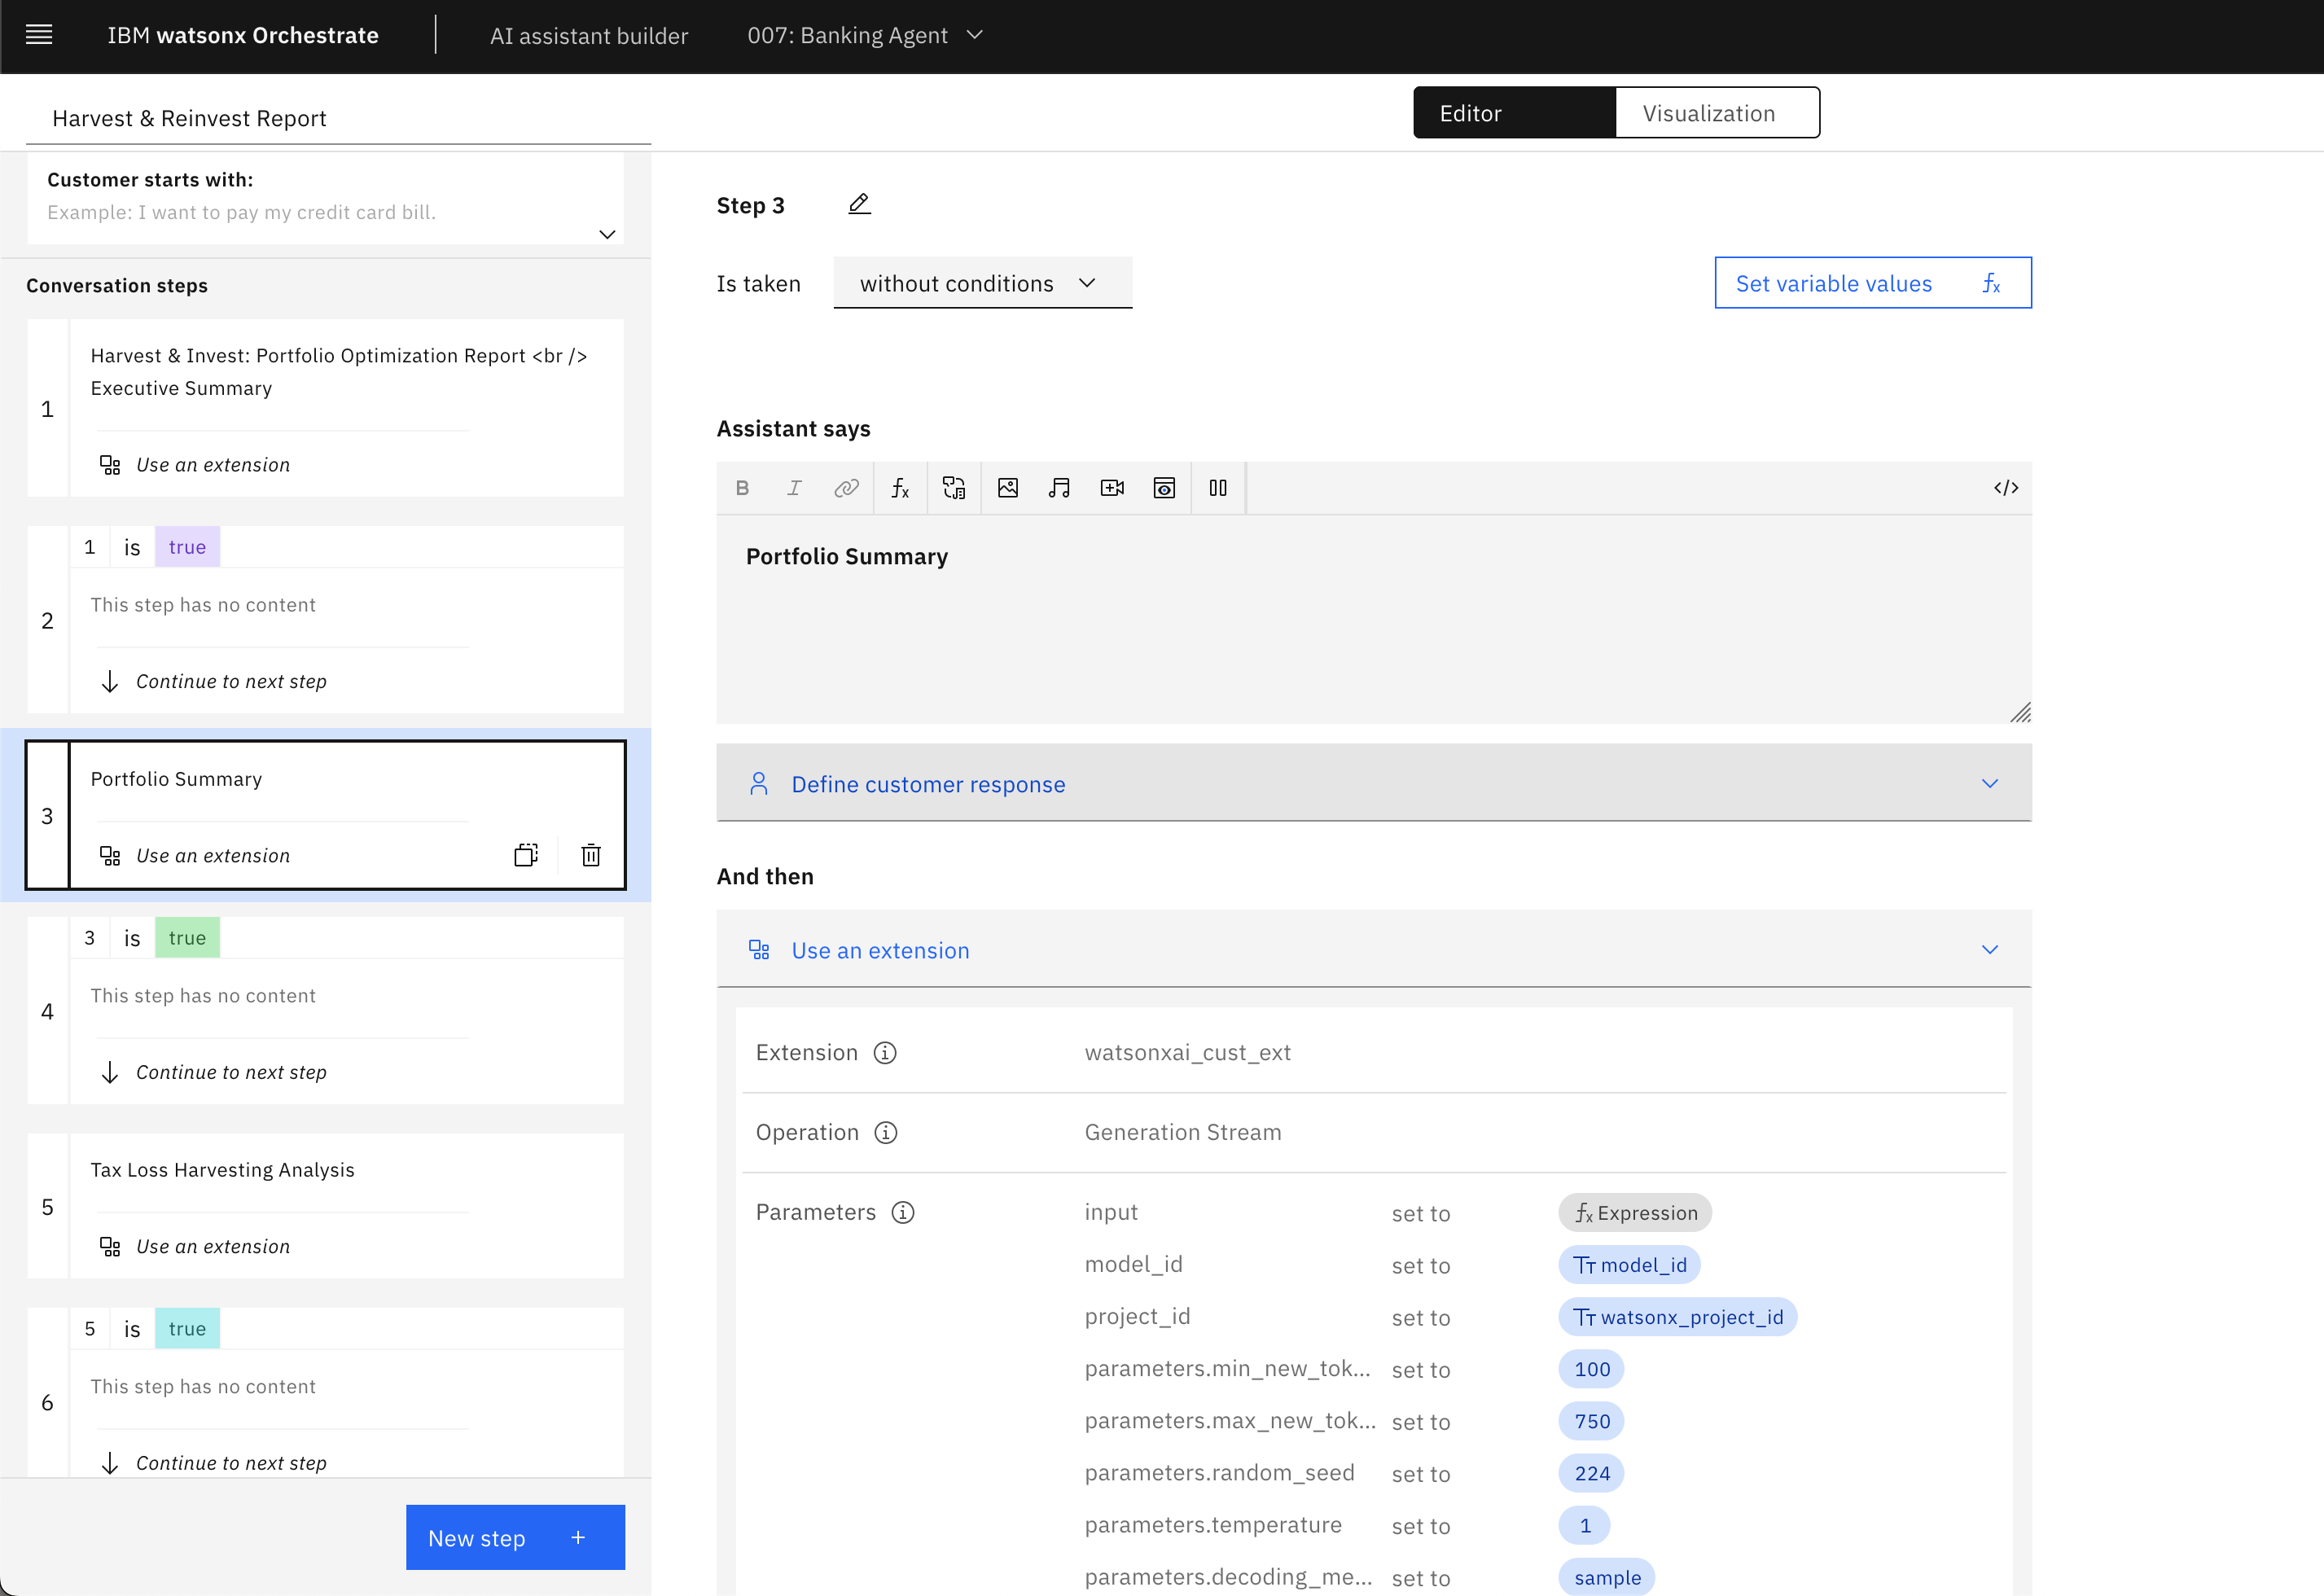 IBM watsonx Orchestrate
AI assistant builder
007: Banking Agent
Harvest & Reinvest Report
Editor
Visualization
Customer starts with:
Example: I want to pay my credit card bill.
Conversation steps
1
Harvest & Invest: Portfolio Optimization Report <br />
Executive Summary
Use an extension
2
1 is true
This step has no content
Continue to next step
3
Portfolio Summary
Use an extension
4
3 is true
This step has no content
Continue to next step
5
Tax Loss Harvesting Analysis
Use an extension
6
5 is true
This step has no content
Continue to next step
New step +
Step 3
Is taken without conditions
Set variable values fx
Assistant says
B I fx </>
Portfolio Summary
Define customer response
And then
Use an extension
Extension watsonxai_cust_ext
Operation Generation Stream
Parameters input set to fx Expression
model_id set to TT model_id
project_id set to TT watsonx_project_id
parameters.min_new_tok... set to 100
parameters.max_new_tok... set to 750
parameters.random_seed set to 224
parameters.temperature set to 1
parameters.decoding_me... set to sample